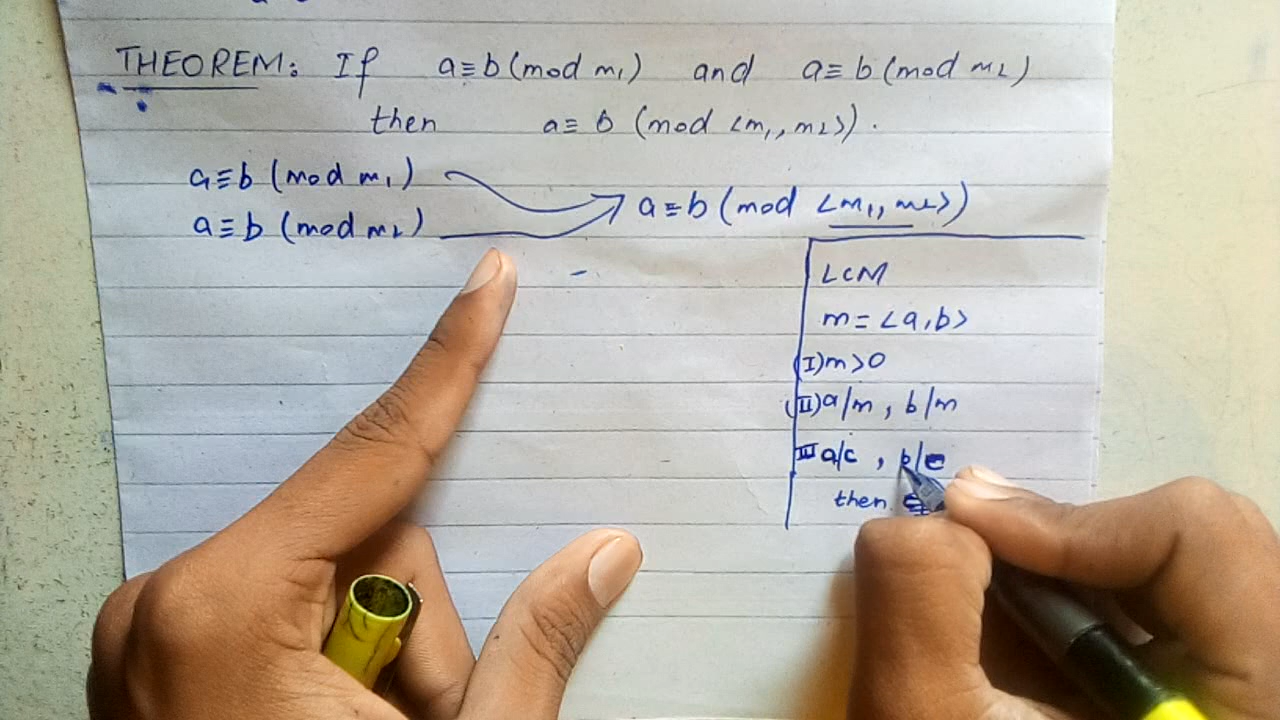 THEOREM: If a≡b (mod m₁) and a≡b (mod m₂)
then a≡b (mod <m₁, m₂>).
a≡b (mod m₁)
a≡b (mod m₂)
a≡b (mod <m₁, m₂>)
LCM
m = <a, b>
(I) m>0
(II) a/m, b/m
III a/c, b/c
then